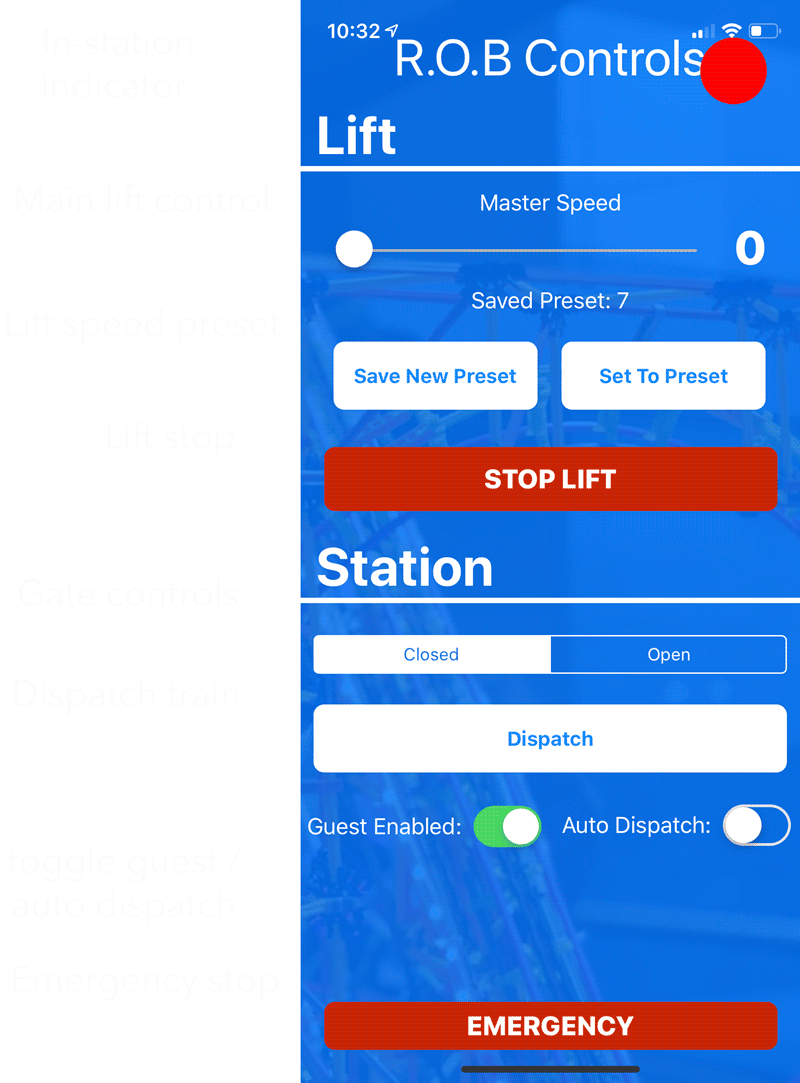 In-station
indicator
Main lift control
Lift speed preset
Lift stop
Gate controls
Dispatch train
toggle guest /
auto dispatch
Emergency stop
10:32
R.O.B Controls
Lift
Master Speed
0
Saved Preset: 7
Save New Preset
Set To Preset
STOP LIFT
Station
Closed
Open
Dispatch
Guest Enabled:
Auto Dispatch:
EMERGENCY